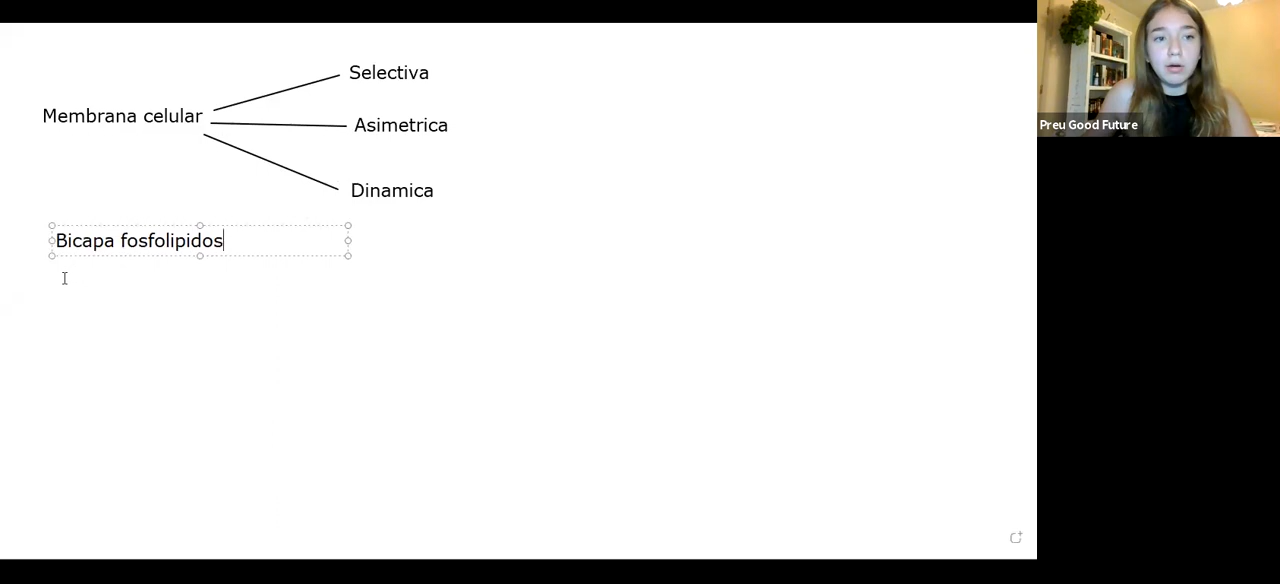 Selectiva
Membrana celular
Asimetrica
Dinamica
Bicapa fosfolipidos
Preu Good Future